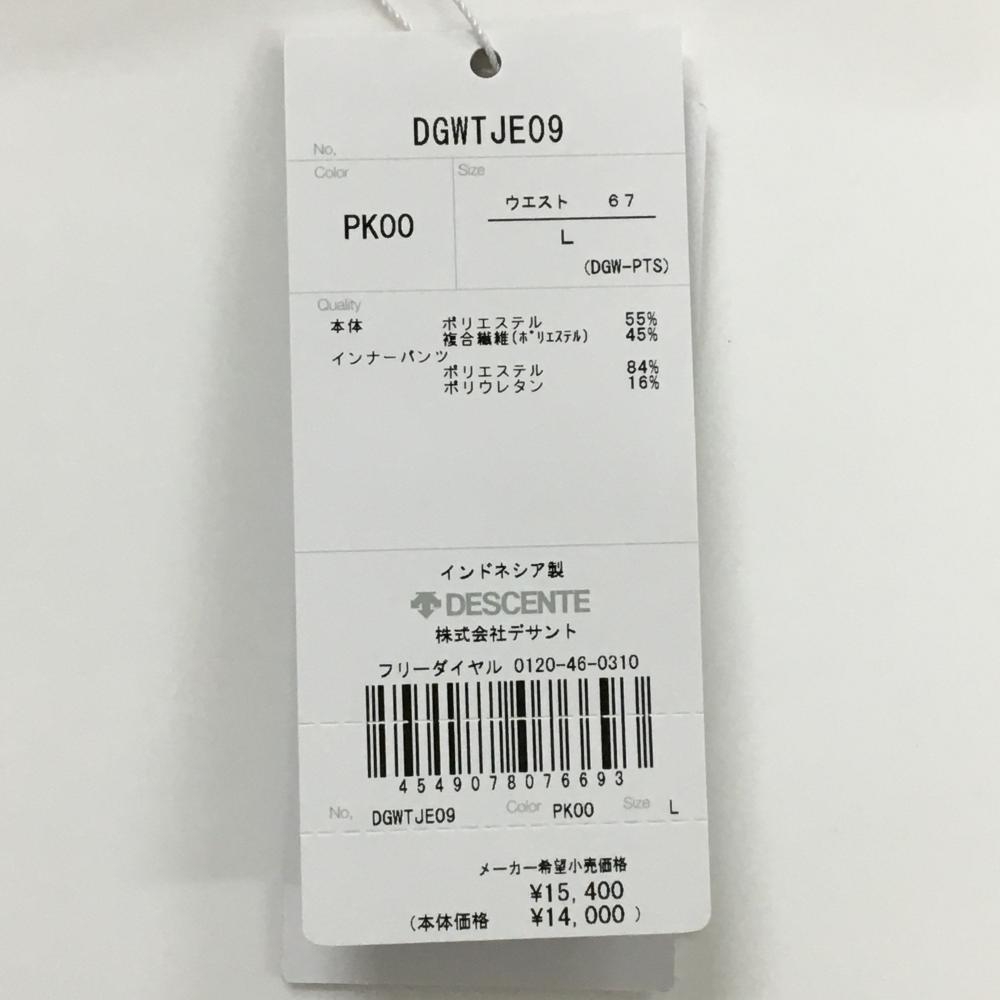 No. DGWTJE09
Color Size
PK00
ウエスト 67
L
(DGW-PTS)
Quality
本体 ポリエステル 55%
複合繊維(ポリエステル) 45%
インナーパンツ
ポリエステル 84%
ポリウレタン 16%
インドネシア製
DESCENTE
株式会社デサント
フリーダイヤル 0120-46-0310
4549078076693
No. DGWTJE09 Color PK00 Size L
メーカー希望小売価格
¥15,400
(本体価格 ¥14,000)